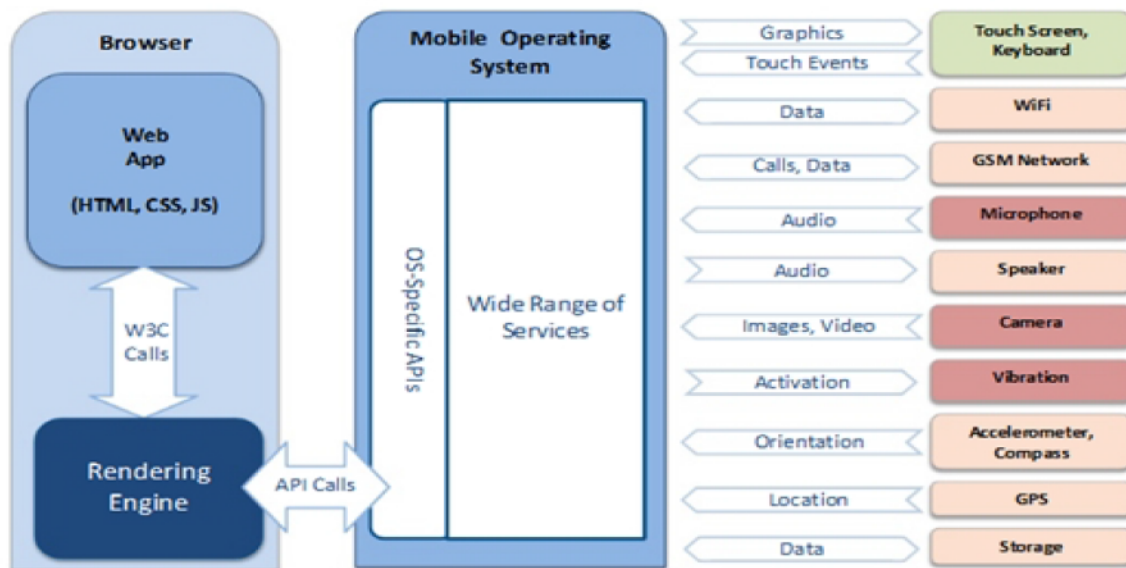 Browser
Web
App
(HTML, CSS, JS)
W3C
Calls
Rendering
Engine
API Calls
Mobile Operating
System
OS-Specific APIs
Wide Range of
Services
Graphics
Touch Events
Touch Screen,
Keyboard
Data
WiFi
Calls, Data
GSM Network
Audio
Microphone
Audio
Speaker
Images, Video
Camera
Activation
Vibration
Orientation
Accelerometer,
Compass
Location
GPS
Data
Storage